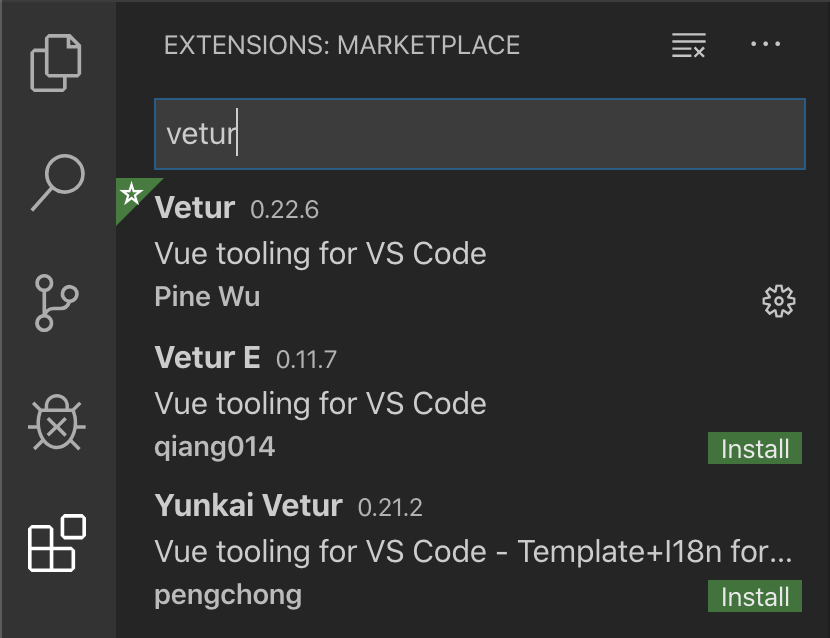 EXTENSIONS: MARKETPLACE
vetur
Vetur 0.22.6
Vue tooling for VS Code
Pine Wu
Vetur E 0.11.7
Vue tooling for VS Code
qiang014
Install
Yunkai Vetur 0.21.2
Vue tooling for VS Code - Template+I18n for...
pengchong
Install